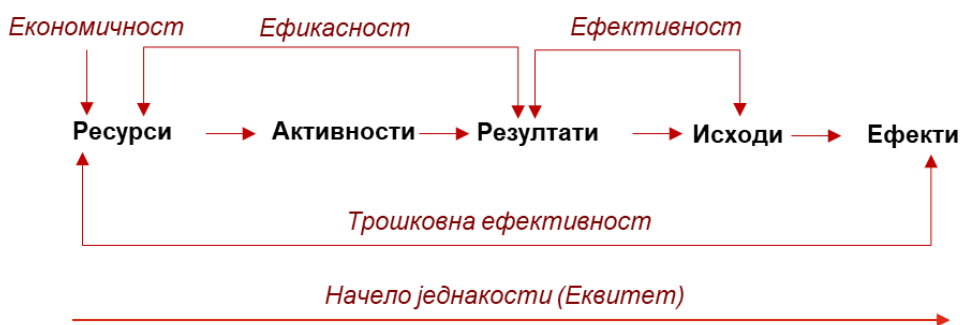 Економичност Ефикасност Ефективност
Ресурси Активности Резултати Исходи Ефекти
Трошковна ефективност
Начело једнакости (Еквитет)